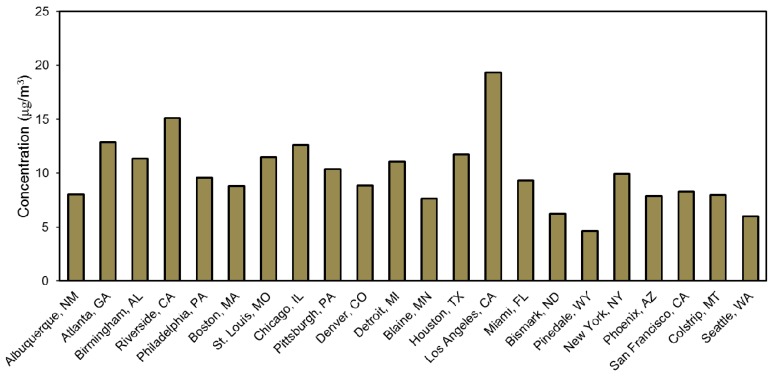 25
20
15
10
5
0
Concentration (μg/m³)
Albuquerque, NM
Atlanta, GA
Birmingham, AL
Riverside, CA
Philadelphia, PA
Boston, MA
St. Louis, MO
Chicago. IL
Pittsburgh, PA
Denver, CO
Detroit, MI
Blaine, MN
Houston, TX
Los Angeles, CA
Miami, FL
Bismark, ND
Pinedale, WY
New York, NY
Phoenix, AZ
San Francisco, CA
Colstrip, MT
Seattle, WA